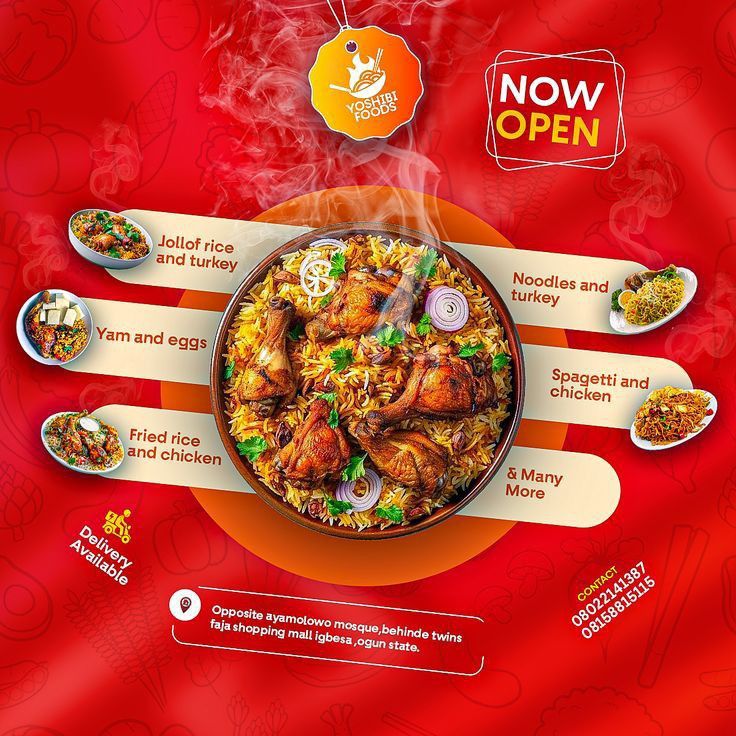 YOSHIBI
FOODS
NOW
OPEN
Jollof rice
and turkey
Yam and eggs
Fried rice
and chicken
Noodles and
turkey
Spagetti and
chicken
& Many
More
Delivery
Available
Opposite ayamolowo mosque,behinde twins
faja shopping mall igbesa ,ogun state.
CONTACT
08022141387
08158815115